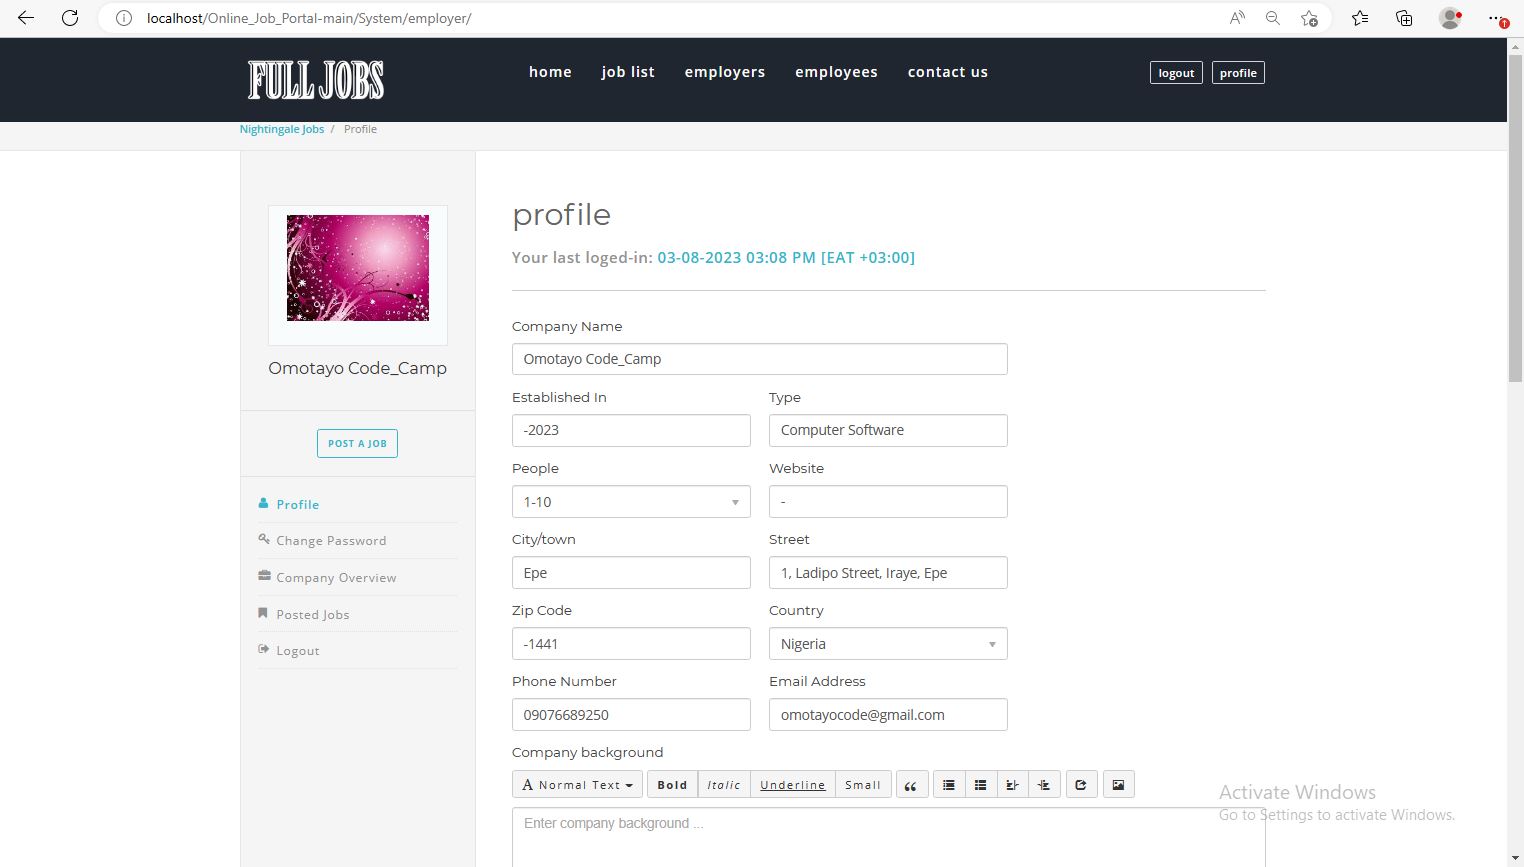 localhost/Online_Job_Portal-main/System/employer/
FULL JOBS
home job list employers employees contact us logout profile
Nightingale Jobs / Profile
Omotayo Code_Camp
POST A JOB
Profile
Change Password
Company Overview
Posted Jobs
Logout
profile
Your last loged-in: 03-08-2023 03:08 PM [EAT +03:00]
Company Name
Omotayo Code_Camp
Established In Type
-2023 Computer Software
People Website
1-10 -
City/town Street
Epe 1, Ladipo Street, Iraye, Epe
Zip Code Country
-1441 Nigeria
Phone Number Email Address
09076689250 omotayocode@gmail.com
Company background
A Normal Text Bold Italic Underline Small
Enter company background ...
Activate Windows
Go to Settings to activate Windows.